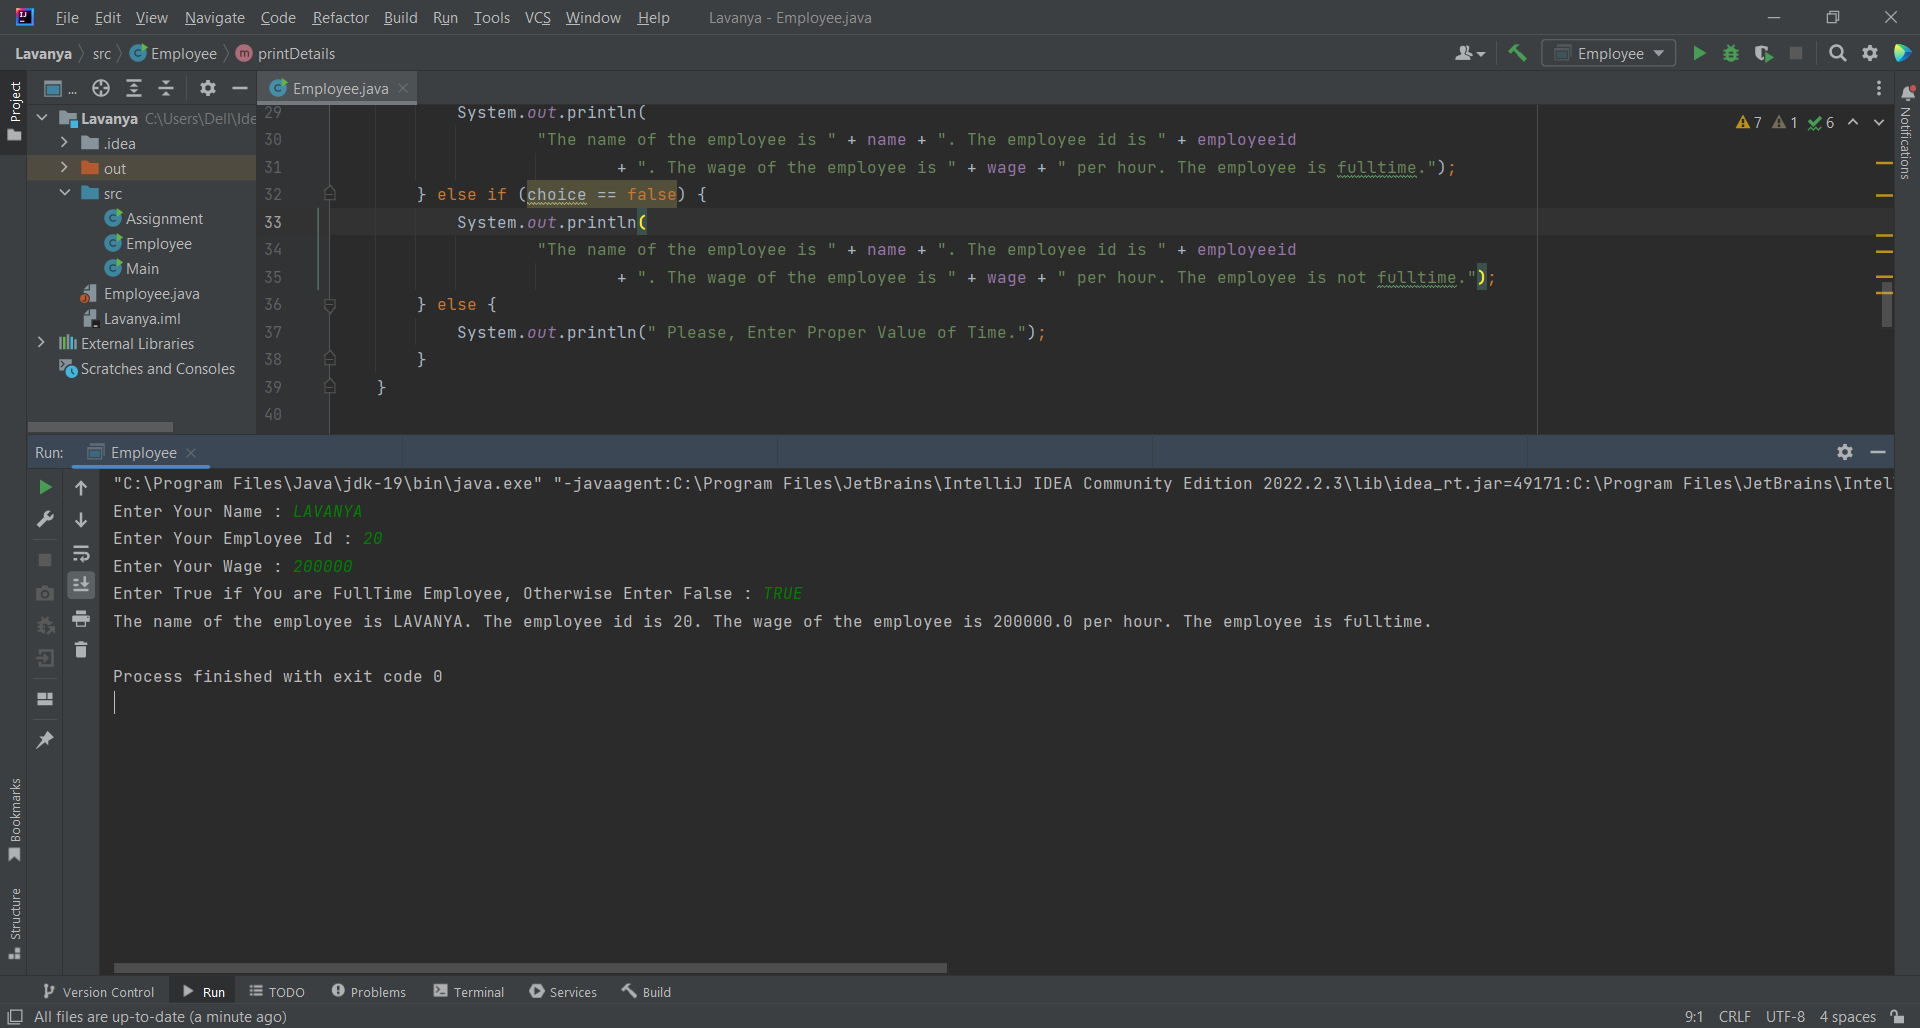 File Edit View Navigate Code Refactor Build Run Tools VCS Window Help Lavanya - Employee.java
Lavanya src Employee printDetails Employee
Project ... Employee.java
Lavanya C:\Users\Dell\Ide
.idea
out
src
Assignment
Employee
Main
Employee.java
Lavanya.iml
External Libraries
Scratches and Consoles
7 1 6
29 System.out.println(
30 "The name of the employee is " + name + ". The employee id is " + employeeid
31 + ". The wage of the employee is " + wage + " per hour. The employee is fulltime.");
32 } else if (choice == false) {
33 System.out.println(
34 "The name of the employee is " + name + ". The employee id is " + employeeid
35 + ". The wage of the employee is " + wage + " per hour. The employee is not fulltime.");
36 } else {
37 System.out.println(" Please, Enter Proper Value of Time.");
38 }
39 }
40
Notifications
Run: Employee
"C:\Program Files\Java\jdk-19\bin\java.exe" "-javaagent:C:\Program Files\JetBrains\IntelliJ IDEA Community Edition 2022.2.3\lib\idea_rt.jar=49171:C:\Program Files\JetBrains\Intel
Enter Your Name : LAVANYA
Enter Your Employee Id : 20
Enter Your Wage : 200000
Enter True if You are FullTime Employee, Otherwise Enter False : TRUE
The name of the employee is LAVANYA. The employee id is 20. The wage of the employee is 200000.0 per hour. The employee is fulltime.
Process finished with exit code 0
Bookmarks
Structure
Version Control Run TODO Problems Terminal Services Build
All files are up-to-date (a minute ago) 9:1 CRLF UTF-8 4 spaces